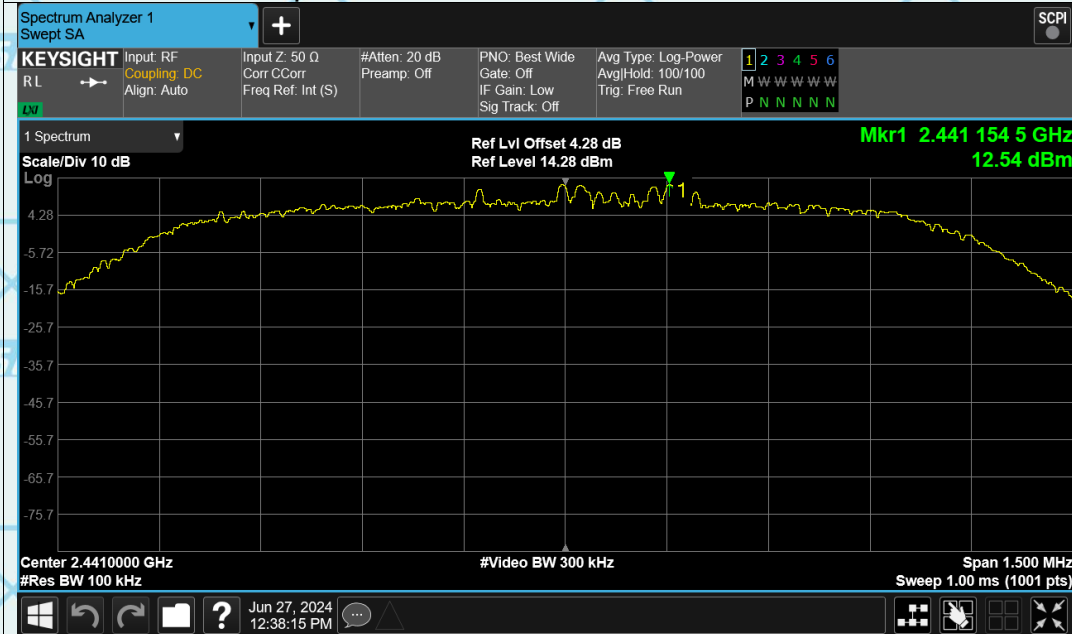 Spectrum Analyzer 1
Swept SA
+
SCPI
KEYSIGHT
R L
LXI
Input: RF
Coupling: DC
Align: Auto
Input Z: 50 Ω
Corr CCorr
Freq Ref: Int (S)
#Atten: 20 dB
Preamp: Off
PNO: Best Wide
Gate: Off
IF Gain: Low
Sig Track: Off
Avg Type: Log-Power
Avg|Hold: 100/100
Trig: Free Run
1 2 3 4 5 6
M W W W W W
P N N N N N
1 Spectrum
Scale/Div 10 dB
Ref Lvl Offset 4.28 dB
Ref Level 14.28 dBm
Mkr1 2.441 154 5 GHz
12.54 dBm
Log
1
4.28
-5.72
-15.7
-25.7
-35.7
-45.7
-55.7
-65.7
-75.7
Center 2.4410000 GHz
#Video BW 300 kHz
Span 1.500 MHz
#Res BW 100 kHz
Sweep 1.00 ms (1001 pts)
?
Jun 27, 2024
12:38:15 PM